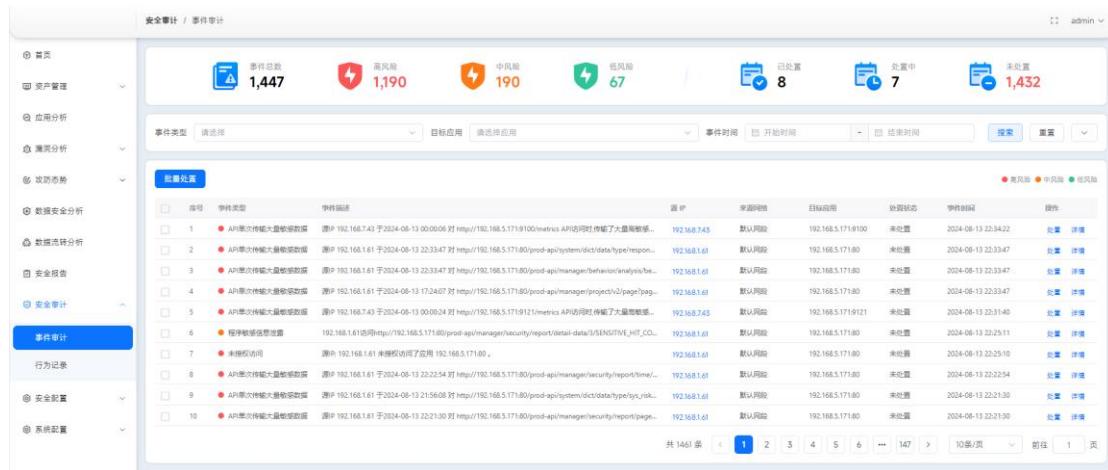 安全审计 / 事件审计
admin
首页
资产管理
应用分析
漏洞分析
攻防态势
数据安全分析
数据流转分析
安全报告
安全审计
事件审计
行为记录
安全配置
系统配置
事件总数 1,447
高风险 1,190
中风险 190
低风险 67
已处置 8
处置中 7
未处置 1,432
事件类型 请选择 目标应用 请选择应用 事件时间 开始时间 - 结束时间 搜索 重置
批量处置
高风险 中风险 低风险
序号 事件类型 事件描述 源 IP 来源网络 目标应用 处置状态 事件时间 操作
1 API单次传输大量敏感数据 源IP 192.168.7.43 于2024-08-13 00:00:06 对 http://192.168.5.171:9100/metrics API访问时,传输了大量高敏感... 192.168.7.43 默认网段 192.168.5.171:9100 未处置 2024-08-13 22:34:22 处置 详情
2 API单次传输大量敏感数据 源IP 192.168.1.61 于2024-08-13 22:33:47 对 http://192.168.5.171:80/prod-api/system/dict/data/type/respon... 192.168.1.61 默认网段 192.168.5.171:80 未处置 2024-08-13 22:33:47 处置 详情
3 API单次传输大量敏感数据 源IP 192.168.1.61 于2024-08-13 22:33:47 对 http://192.168.5.171:80/prod-api/manager/behavior/analysis/be... 192.168.1.61 默认网段 192.168.5.171:80 未处置 2024-08-13 22:33:47 处置 详情
4 API单次传输大量敏感数据 源IP 192.168.1.61 于2024-08-13 17:24:07 对 http://192.168.5.171:80/prod-api/manager/project/v2/page?pag... 192.168.1.61 默认网段 192.168.5.171:80 未处置 2024-08-13 22:33:47 处置 详情
5 API单次传输大量敏感数据 源IP 192.168.7.43 于2024-08-13 00:00:24 对 http://192.168.5.171:9121/metrics API访问时,传输了大量高敏感... 192.168.7.43 默认网段 192.168.5.171:9121 未处置 2024-08-13 22:31:40 处置 详情
6 程序敏感信息泄露 192.168.1.61访问http://192.168.5.171:80/prod-api/manager/security/report/detail-data/3/SENSITIVE_HIT_CO... 192.168.1.61 默认网段 192.168.5.171:80 未处置 2024-08-13 22:25:11 处置 详情
7 未授权访问 源IP: 192.168.1.61 未授权访问了应用 192.168.5.171:80 。 192.168.1.61 默认网段 192.168.5.171:80 未处置 2024-08-13 22:25:10 处置 详情
8 API单次传输大量敏感数据 源IP 192.168.1.61 于2024-08-13 22:22:54 对 http://192.168.5.171:80/prod-api/manager/security/report/time/... 192.168.1.61 默认网段 192.168.5.171:80 未处置 2024-08-13 22:22:54 处置 详情
9 API单次传输大量敏感数据 源IP 192.168.1.61 于2024-08-13 21:56:08 对 http://192.168.5.171:80/prod-api/system/dict/data/type/sys_risk... 192.168.1.61 默认网段 192.168.5.171:80 未处置 2024-08-13 22:21:30 处置 详情
10 API单次传输大量敏感数据 源IP 192.168.1.61 于2024-08-13 22:21:30 对 http://192.168.5.171:80/prod-api/manager/security/report/page... 192.168.1.61 默认网段 192.168.5.171:80 未处置 2024-08-13 22:21:30 处置 详情
共 1461 条 1 2 3 4 5 6 ... 147 10条/页 前往 1 页